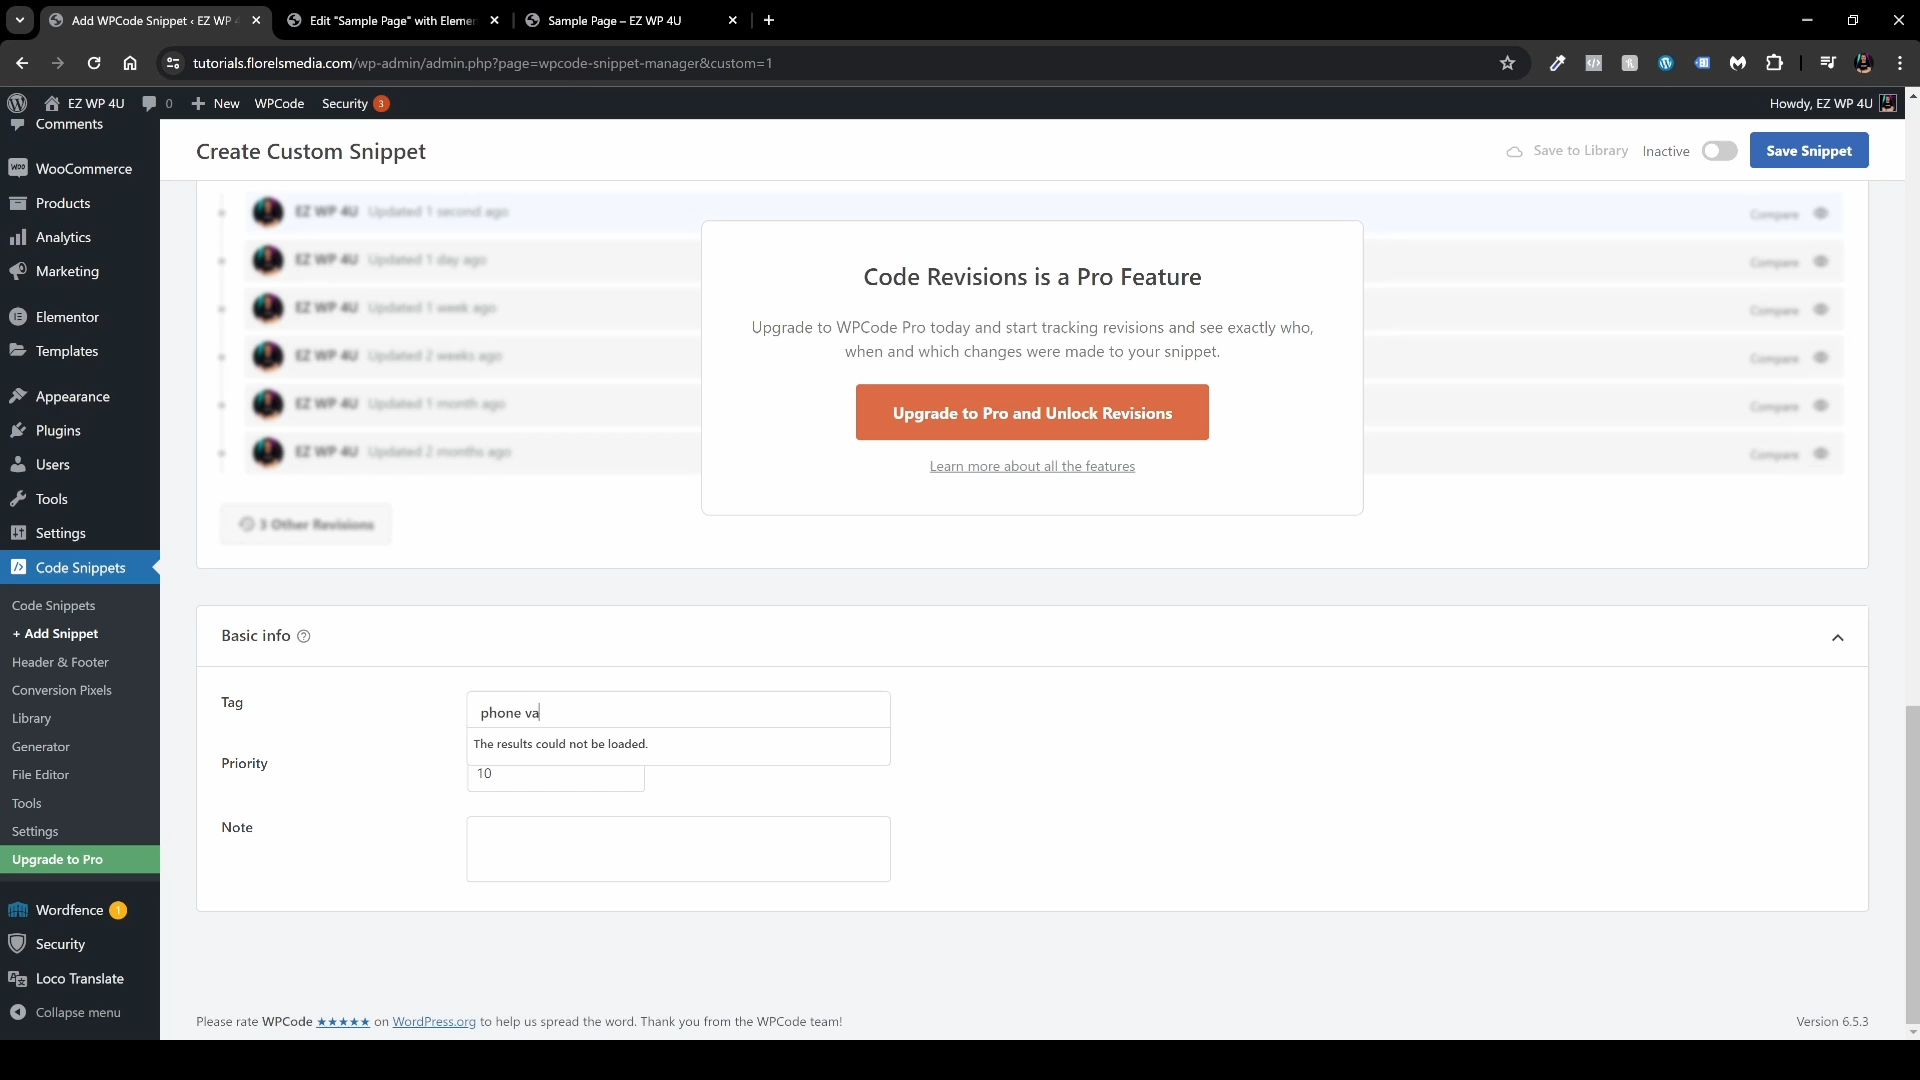 Add WPCode Snippet ‹ EZ WP 4
Edit "Sample Page" with Elemen
Sample Page – EZ WP 4U
tutorials.florelsmedia.com/wp-admin/admin.php?page=wpcode-snippet-manager&custom=1
EZ WP 4U
0
New
WPCode
Security 3
Howdy, EZ WP 4U
Comments
WooCommerce
Products
Analytics
Marketing
Elementor
Templates
Appearance
Plugins
Users
Tools
Settings
Code Snippets
Code Snippets
+ Add Snippet
Header & Footer
Conversion Pixels
Library
Generator
File Editor
Tools
Settings
Upgrade to Pro
Wordfence 1
Security
Loco Translate
Collapse menu
Create Custom Snippet
Save to Library
Inactive
Save Snippet
EZ WP 4U Updated 1 second ago Compare
EZ WP 4U Updated 1 day ago Compare
EZ WP 4U Updated 1 week ago Compare
EZ WP 4U Updated 2 weeks ago Compare
EZ WP 4U Updated 1 month ago Compare
EZ WP 4U Updated 2 months ago Compare
3 Other Revisions
Code Revisions is a Pro Feature
Upgrade to WPCode Pro today and start tracking revisions and see exactly who,
when and which changes were made to your snippet.
Upgrade to Pro and Unlock Revisions
Learn more about all the features
Basic info
Tag
phone va
The results could not be loaded.
Priority
10
Note
Please rate WPCode ★★★★★ on WordPress.org to help us spread the word. Thank you from the WPCode team!
Version 6.5.3